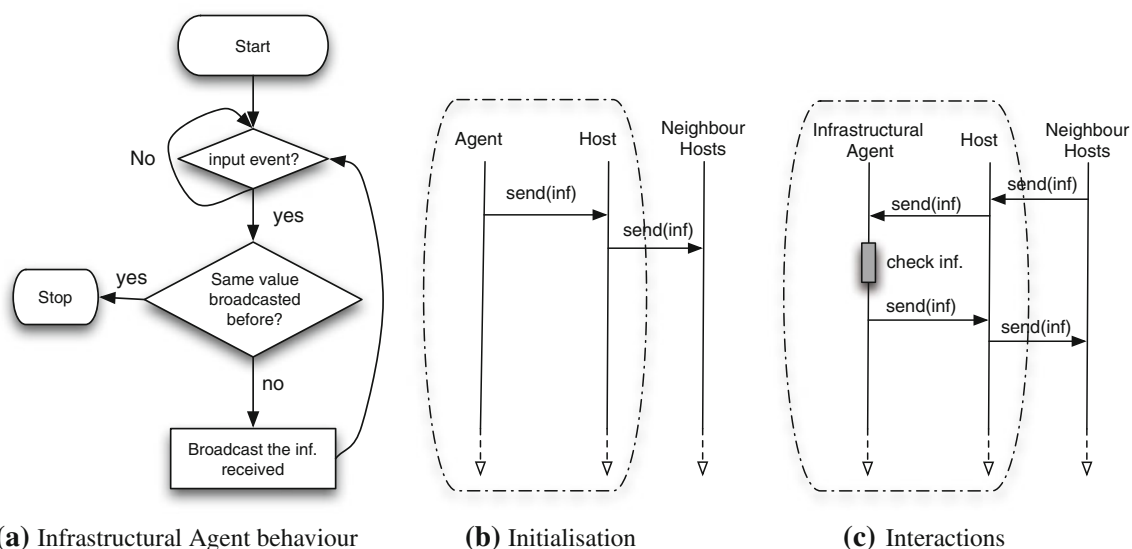 Start
No
input event?
yes
yes
Stop
Same value
broadcasted
before?
no
Broadcast the inf.
received
(a) Infrastructural Agent behaviour
Agent
Host
Neighbour
Hosts
send(inf)
send(inf)
(b) Initialisation
Infrastructural
Agent
Host
Neighbour
Hosts
send(inf)
send(inf)
check inf.
send(inf)
send(inf)
(c) Interactions